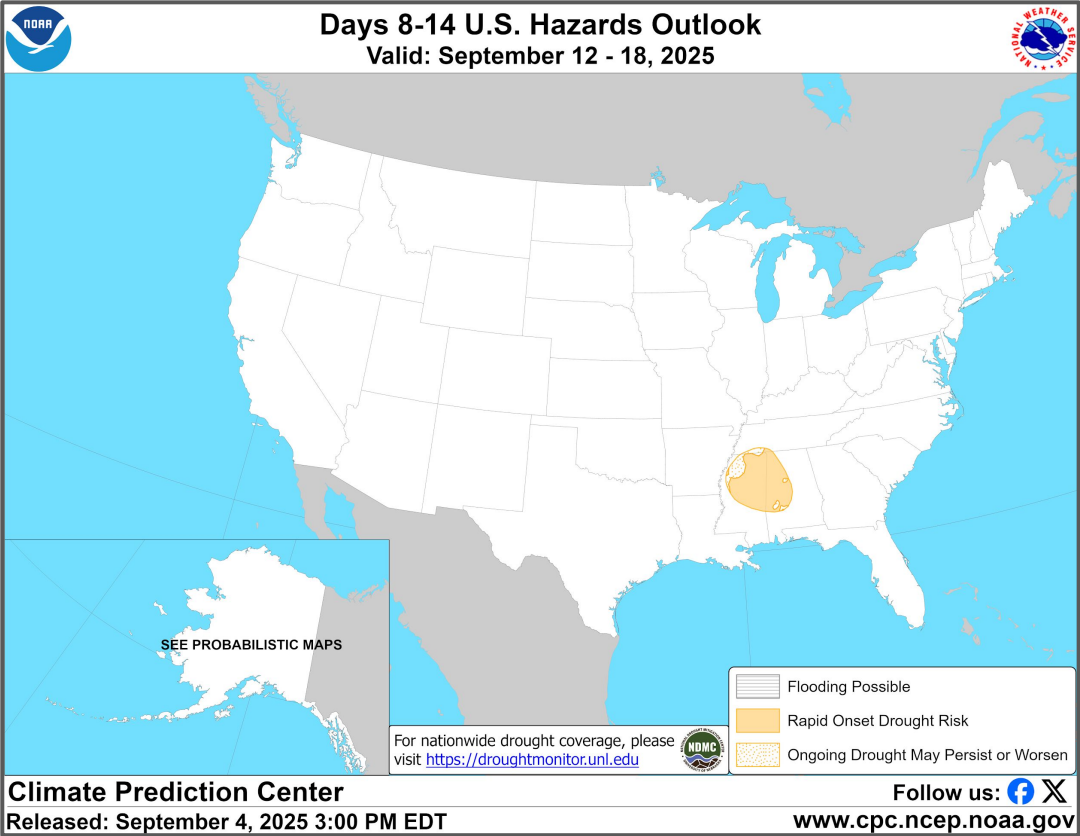 NOAA
Days 8-14 U.S. Hazards Outlook
Valid: September 12 - 18, 2025
NATIONAL WEATHER SERVICE
SEE PROBABILISTIC MAPS
Flooding Possible
Rapid Onset Drought Risk
Ongoing Drought May Persist or Worsen
For nationwide drought coverage, please
visit https://droughtmonitor.unl.edu
NDMC
Climate Prediction Center
Follow us:
Released: September 4, 2025 3:00 PM EDT
www.cpc.ncep.noaa.gov